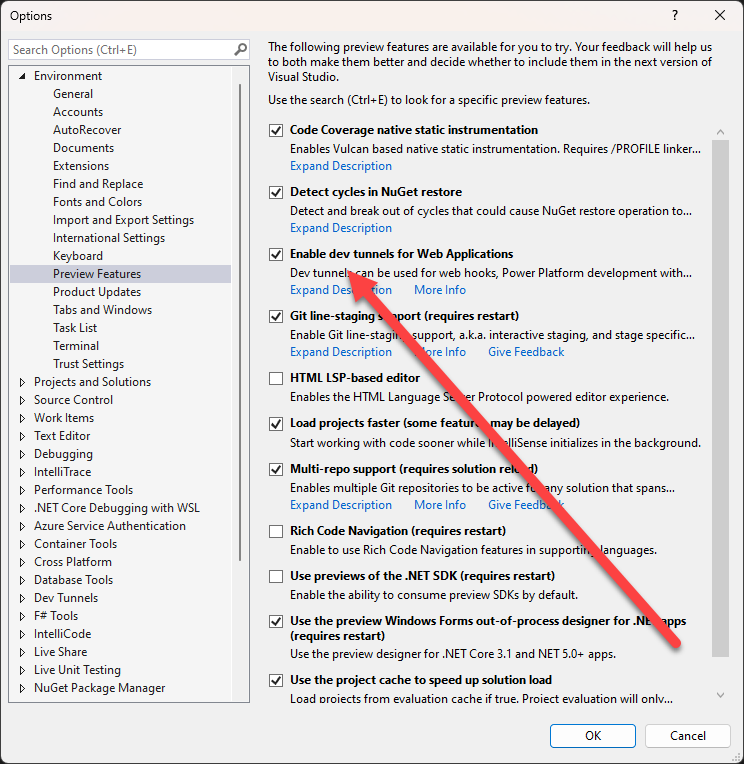 Options
?
Search Options (Ctrl+E)
Environment
General
Accounts
AutoRecover
Documents
Extensions
Find and Replace
Fonts and Colors
Import and Export Settings
International Settings
Keyboard
Preview Features
Product Updates
Tabs and Windows
Task List
Terminal
Trust Settings
Projects and Solutions
Source Control
Work Items
Text Editor
Debugging
IntelliTrace
Performance Tools
.NET Core Debugging with WSL
Azure Service Authentication
Container Tools
Cross Platform
Database Tools
Dev Tunnels
F# Tools
IntelliCode
Live Share
Live Unit Testing
NuGet Package Manager
The following preview features are available for you to try. Your feedback will help us
to both make them better and decide whether to include them in the next version of
Visual Studio.
Use the search (Ctrl+E) to look for a specific preview features.
Code Coverage native static instrumentation
Enables Vulcan based native static instrumentation. Requires /PROFILE linker...
Expand Description
Detect cycles in NuGet restore
Detect and break out of cycles that could cause NuGet restore operation to...
Expand Description
Enable dev tunnels for Web Applications
Dev tunnels can be used for web hooks, Power Platform development with...
Expand Description More Info
Git line-staging support (requires restart)
Enable Git line-staging support, a.k.a. interactive staging, and stage specific...
Expand Description More Info Give Feedback
HTML LSP-based editor
Enables the HTML Language Server Protocol powered editor experience.
Load projects faster (some features may be delayed)
Start working with code sooner while IntelliSense initializes in the background.
Multi-repo support (requires solution reload)
Enables multiple Git repositories to be active for any solution that spans...
Expand Description More Info Give Feedback
Rich Code Navigation (requires restart)
Enable to use Rich Code Navigation features in supporting languages.
Use previews of the .NET SDK (requires restart)
Enable the ability to consume preview SDKs by default.
Use the preview Windows Forms out-of-process designer for .NET apps
(requires restart)
Use the preview designer for .NET Core 3.1 and NET 5.0+ apps.
Use the project cache to speed up solution load
Load projects from evaluation cache if true. Project evaluation will only...
OK Cancel